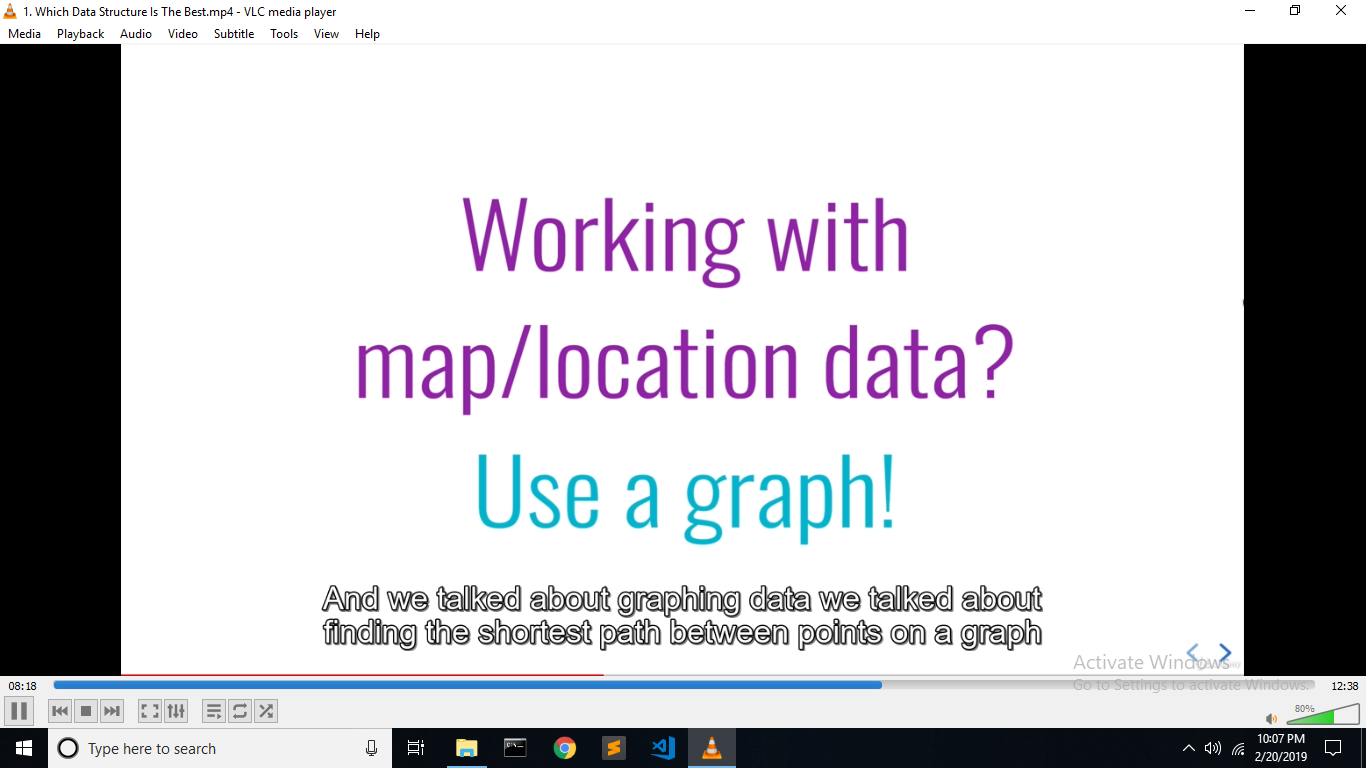 1. Which Data Structure Is The Best.mp4 - VLC media player
Media Playback Audio Video Subtitle Tools View Help
Working with
map/location data?
Use a graph!
And we talked about graphing data we talked about
finding the shortest path between points on a graph
Activate Windows
Go to Settings to activate Windows.
08:18
12:38
80%
Type here to search
10:07 PM
2/20/2019